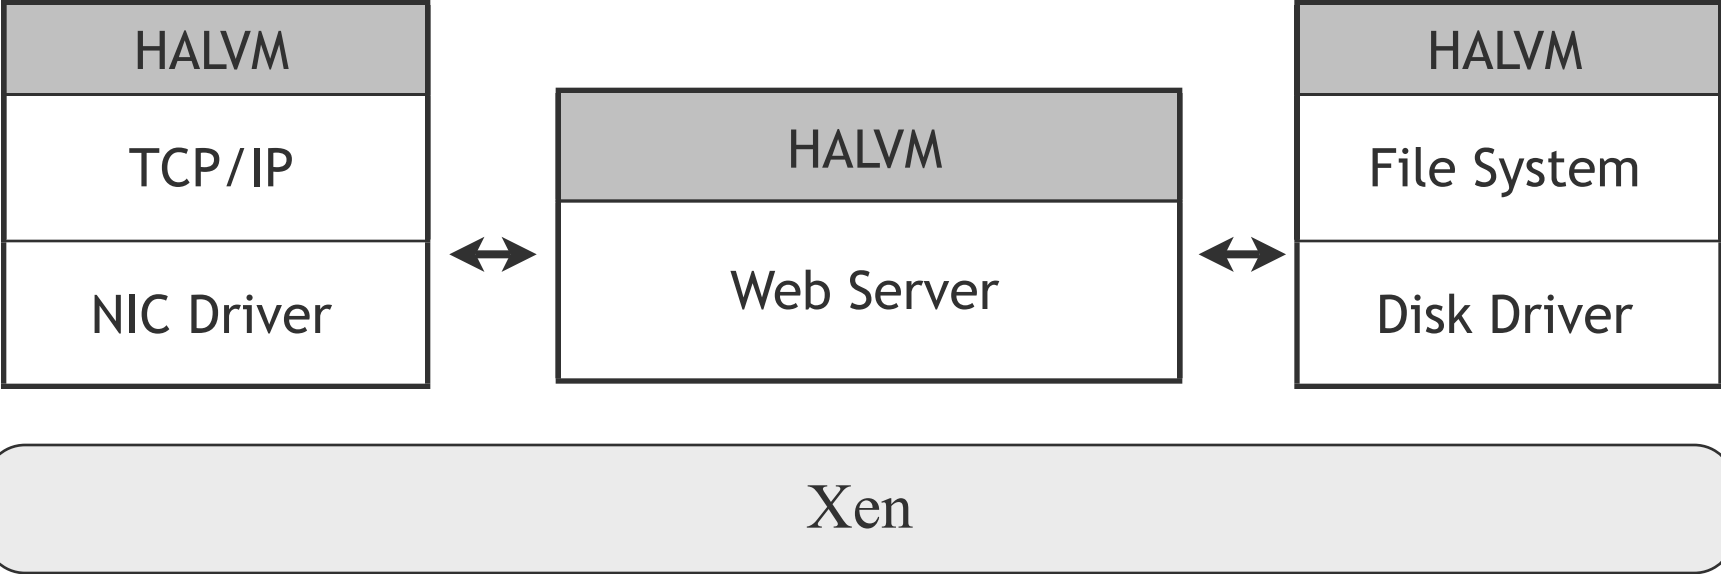 HALVM
TCP/IP
NIC Driver
HALVM
Web Server
HALVM
File System
Disk Driver
Xen